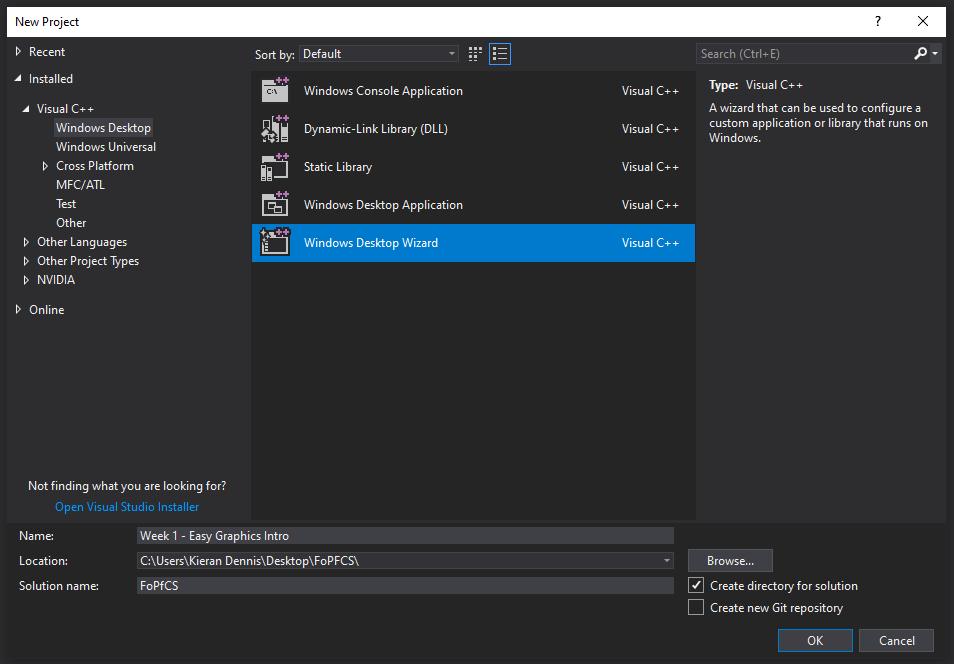 New Project
?
Recent
Installed
Visual C++
Windows Desktop
Windows Universal
Cross Platform
MFC/ATL
Test
Other
Other Languages
Other Project Types
NVIDIA
Online
Not finding what you are looking for?
Open Visual Studio Installer
Sort by: Default
C:\
Windows Console Application Visual C++
Dynamic-Link Library (DLL) Visual C++
Static Library Visual C++
Windows Desktop Application Visual C++
Windows Desktop Wizard Visual C++
Search (Ctrl+E)
Type: Visual C++
A wizard that can be used to configure a
custom application or library that runs on
Windows.
Name: Week 1 - Easy Graphics Intro
Location: C:\Users\Kieran Dennis\Desktop\FoPFCS\
Browse...
Solution name: FoPfCS
Create directory for solution
Create new Git repository
OK Cancel